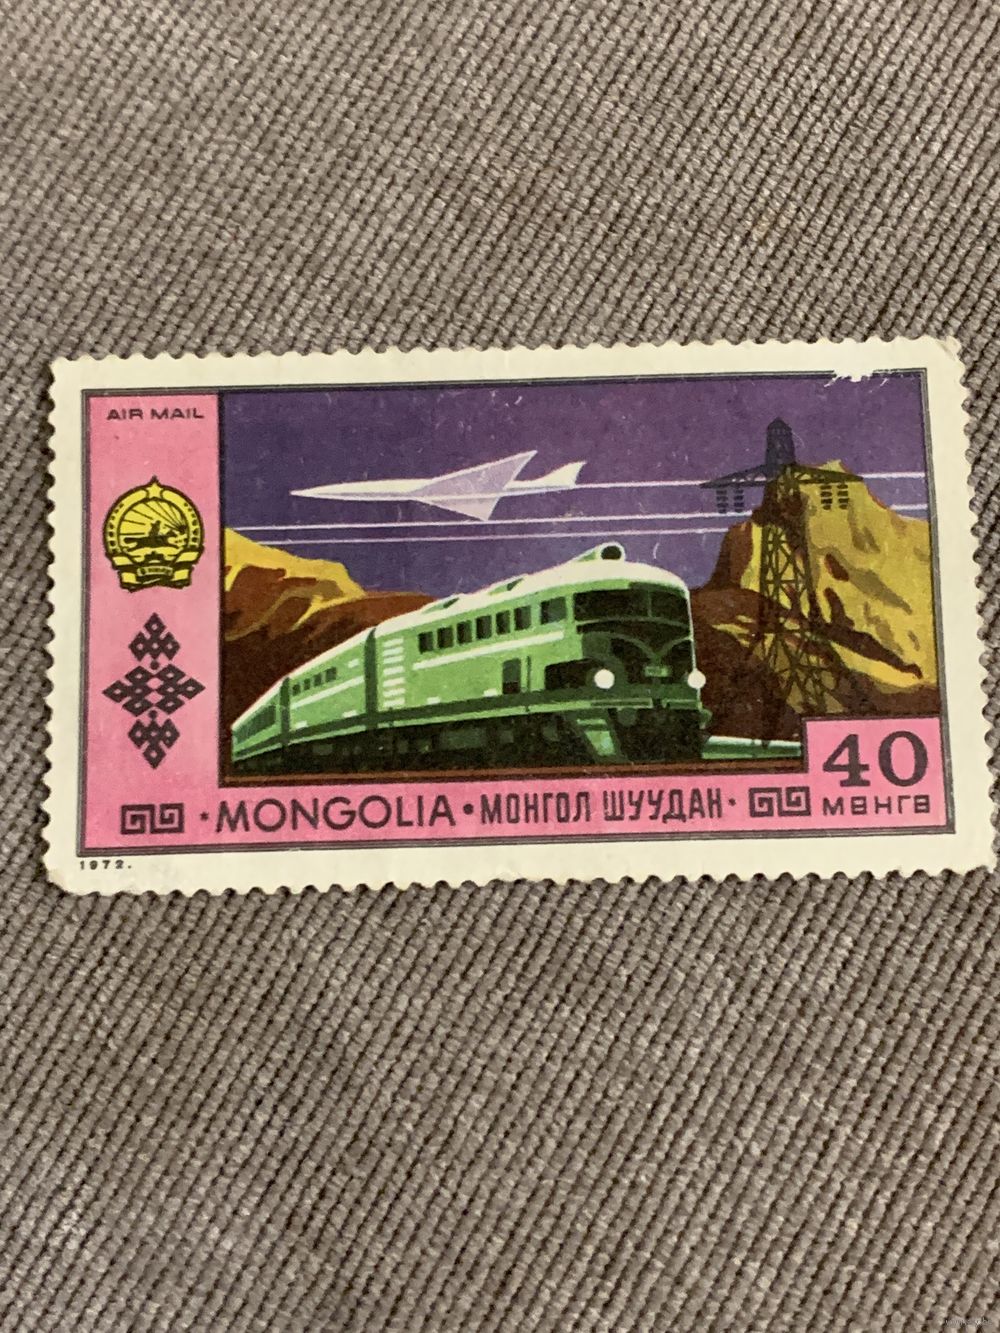 AIR MAIL
· MONGOLIA • МОНГОЛ ШУУДАН ·
40
МӨНГӨ
1972.